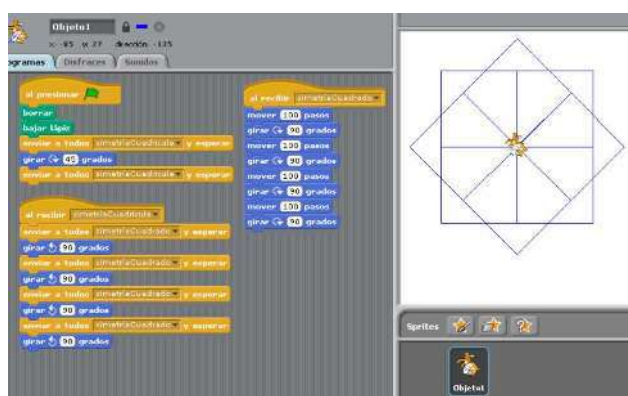 Objeto1
x: -85 y: 27 dirección: -135
ogramas Disfraces Sonidos
al presionar
borrar
bajar lápiz
enviar a todos simetríaCuadrícula y esperar
girar 45 grados
enviar a todos simetríaCuadrícula y esperar
al recibir simetríaCuadrícula
enviar a todos simetríaCuadrado y esperar
girar 90 grados
enviar a todos simetríaCuadrado y esperar
girar 90 grados
enviar a todos simetríaCuadrado y esperar
girar 90 grados
enviar a todos simetríaCuadrado y esperar
girar 90 grados
al recibir simetríaCuadrado
mover 100 pasos
girar 90 grados
mover 100 pasos
girar 90 grados
mover 100 pasos
girar 90 grados
mover 100 pasos
girar 90 grados
Sprites
Objeto1